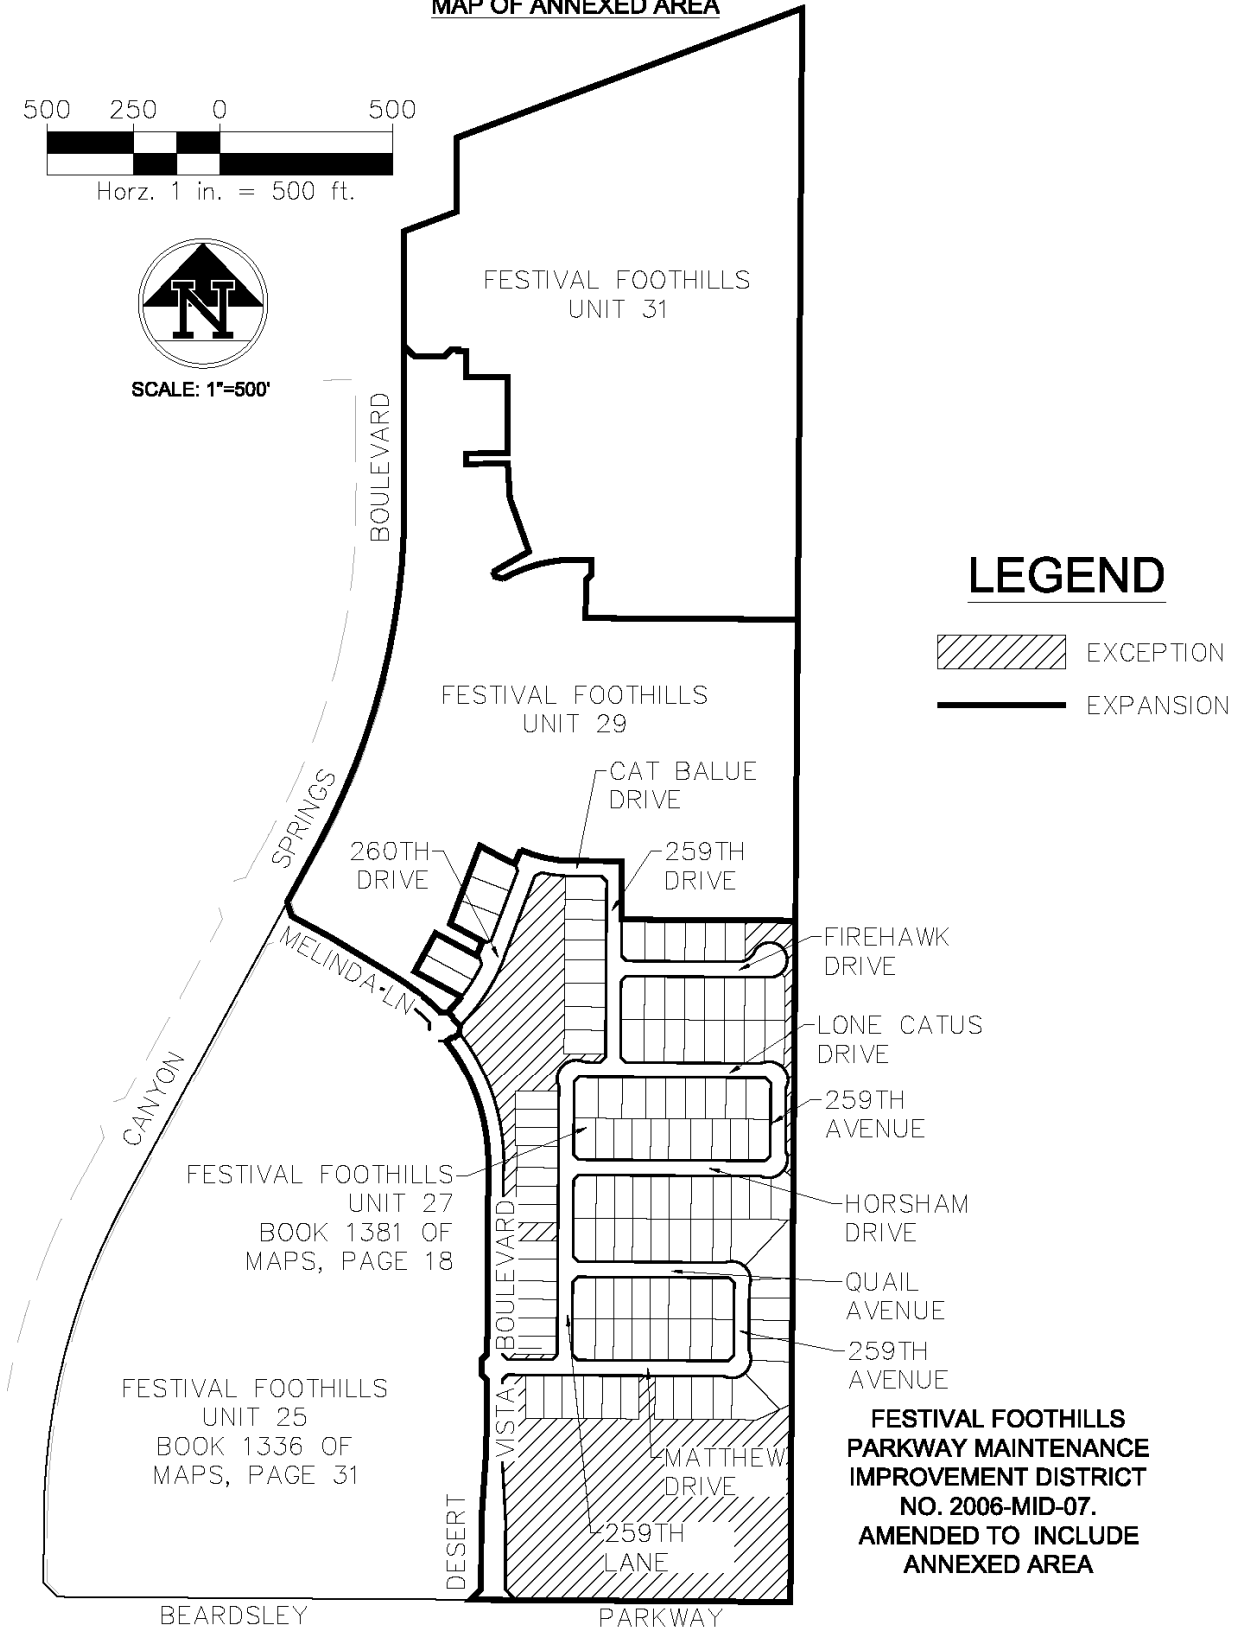 MAP OF ANNEXED AREA
500 250 0 500
Horz. 1 in. = 500 ft.
N
SCALE: 1"=500'
FESTIVAL FOOTHILLS
UNIT 31
BOULEVARD
LEGEND
EXCEPTION
EXPANSION
FESTIVAL FOOTHILLS
UNIT 29
SPRINGS
CAT BALUE
DRIVE
260TH
DRIVE
259TH
DRIVE
MELINDA LN
FIREHAWK
DRIVE
LONE CATUS
DRIVE
CANYON
259TH
AVENUE
FESTIVAL FOOTHILLS
UNIT 27
BOOK 1381 OF
MAPS, PAGE 18
HORSHAM
DRIVE
BOULEVARD
QUAIL
AVENUE
259TH
AVENUE
FESTIVAL FOOTHILLS
UNIT 25
BOOK 1336 OF
MAPS, PAGE 31
VISTA
MATTHEW
DRIVE
DESERT
259TH
LANE
FESTIVAL FOOTHILLS
PARKWAY MAINTENANCE
IMPROVEMENT DISTRICT
NO. 2006-MID-07.
AMENDED TO INCLUDE
ANNEXED AREA
BEARDSLEY
PARKWAY